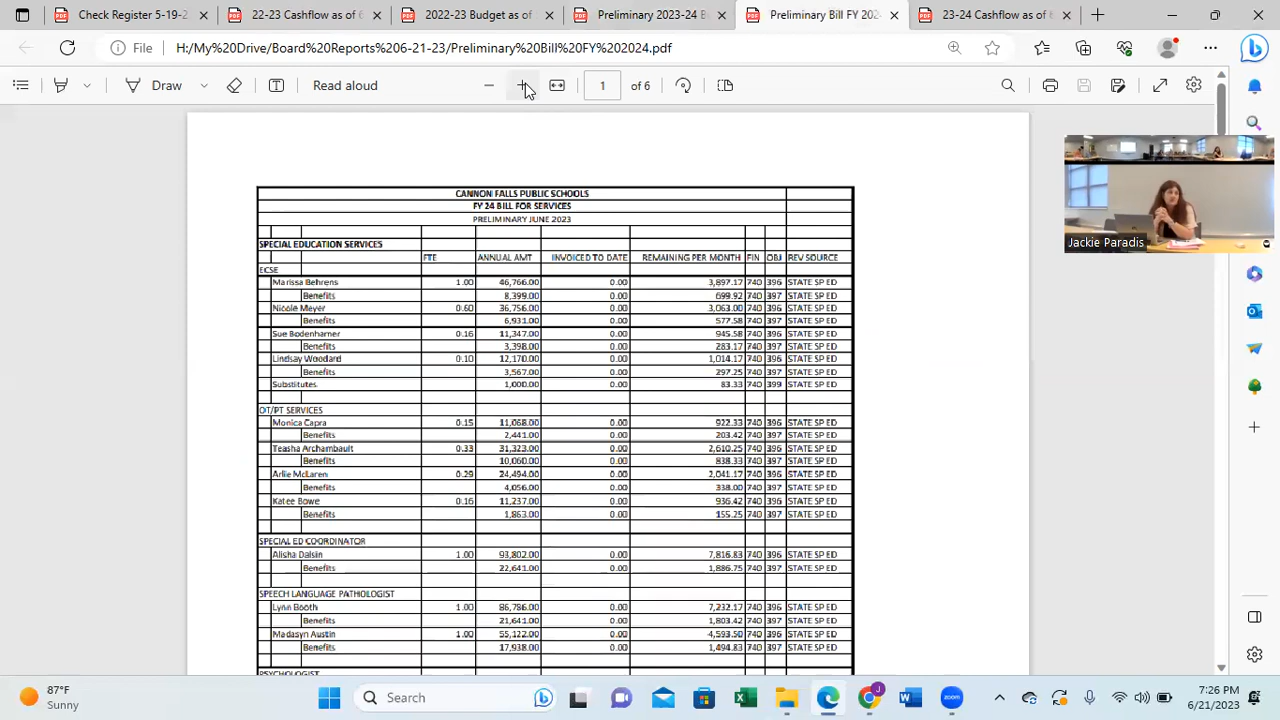 Check Register 5-19-2
22-23 Cashflow as of 6
2022-23 Budget as of
Preliminary 2023-24 B
Preliminary Bill FY 202
23-24 Cashflow as of 6
File H:/My%20Drive/Board%20Reports%206-21-23/Preliminary%20Bill%20FY%202024.pdf
Draw Read aloud 1 of 6
CANNON FALLS PUBLIC SCHOOLS
FY 24 BILL FOR SERVICES
PRELIMINARY JUNE 2023
SPECIAL EDUCATION SERVICES
FTE ANNUAL AMT INVOICED TO DATE REMAINING PER MONTH FIN OBJ REV SOURCE
ECSE
Marissa Behrens 1.00 46,766.00 0.00 3,897.17 740 396 STATE SP ED
Benefits 8,399.00 0.00 699.92 740 397 STATE SP ED
Nicole Meyer 0.60 36,756.00 0.00 3,063.00 740 396 STATE SP ED
Benefits 6,931.00 0.00 577.58 740 397 STATE SP ED
Sue Bodenhamer 0.16 11,347.00 0.00 945.58 740 396 STATE SP ED
Benefits 3,398.00 0.00 283.17 740 397 STATE SP ED
Lindsay Woodard 0.10 12,170.00 0.00 1,014.17 740 396 STATE SP ED
Benefits 3,567.00 0.00 297.25 740 397 STATE SP ED
Substitutes 1,000.00 0.00 83.33 740 399 STATE SP ED
OT/PT SERVICES
Monica Capra 0.15 11,068.00 0.00 922.33 740 396 STATE SP ED
Benefits 2,441.00 0.00 203.42 740 397 STATE SP ED
Teasha Archambault 0.33 31,323.00 0.00 2,610.25 740 396 STATE SP ED
Benefits 10,060.00 0.00 838.33 740 397 STATE SP ED
Arlie McLaren 0.29 24,494.00 0.00 2,041.17 740 396 STATE SP ED
Benefits 4,056.00 0.00 338.00 740 397 STATE SP ED
Katee Bowe 0.16 11,237.00 0.00 936.42 740 396 STATE SP ED
Benefits 1,863.00 0.00 155.25 740 397 STATE SP ED
SPECIAL ED COORDINATOR
Alisha Dalsin 1.00 93,802.00 0.00 7,816.83 740 396 STATE SP ED
Benefits 22,641.00 0.00 1,886.75 740 397 STATE SP ED
SPEECH LANGUAGE PATHOLOGIST
Lynn Booth 1.00 86,786.00 0.00 7,232.17 740 396 STATE SP ED
Benefits 21,641.00 0.00 1,803.42 740 397 STATE SP ED
Madasyn Austin 1.00 55,122.00 0.00 4,593.50 740 396 STATE SP ED
Benefits 17,938.00 0.00 1,494.83 740 397 STATE SP ED
PSYCHOLOGIST
Jackie Paradis
87°F
Sunny
Search
7:26 PM
6/21/2023